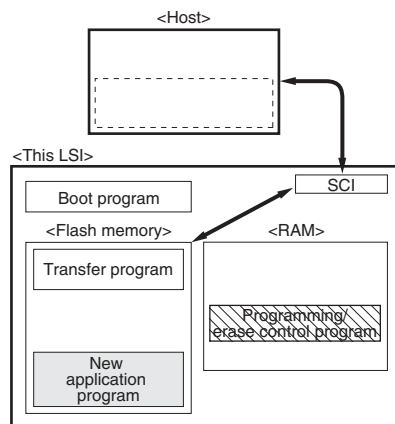 <Host>
<This LSI>
SCI
Boot program
<Flash memory>
<RAM>
Transfer program
Programming/
erase control program
New
application
program